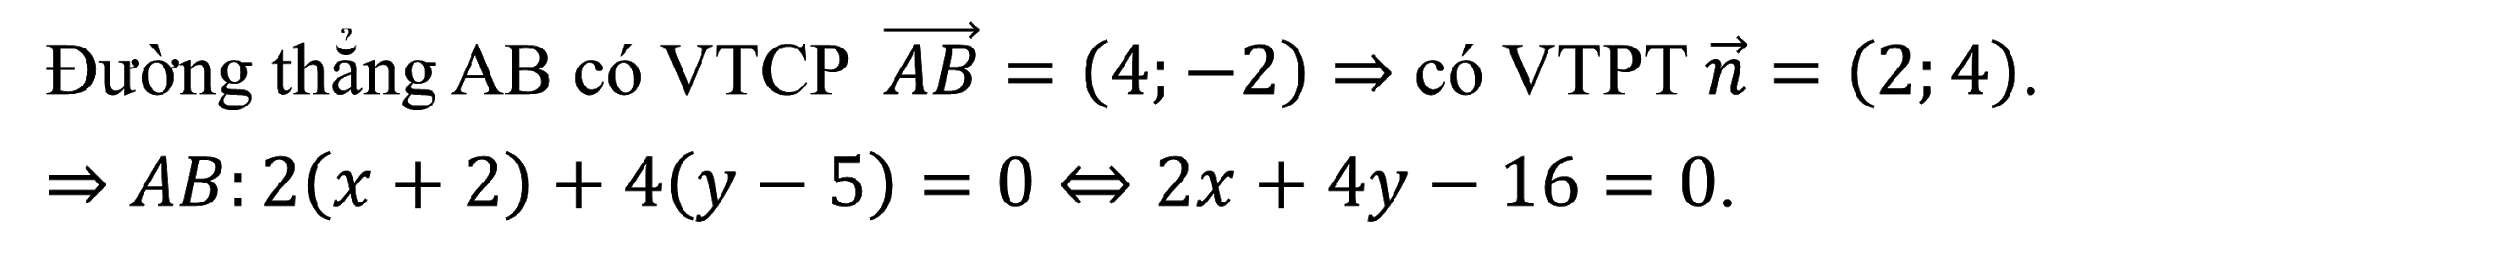 Đường thẳng AB có VTCP $\overrightarrow{AB} = (4; -2) \Rightarrow$ có VTPT $\vec{n} = (2; 4)$.
$\Rightarrow AB: 2(x + 2) + 4(y - 5) = 0 \Leftrightarrow 2x + 4y - 16 = 0.$